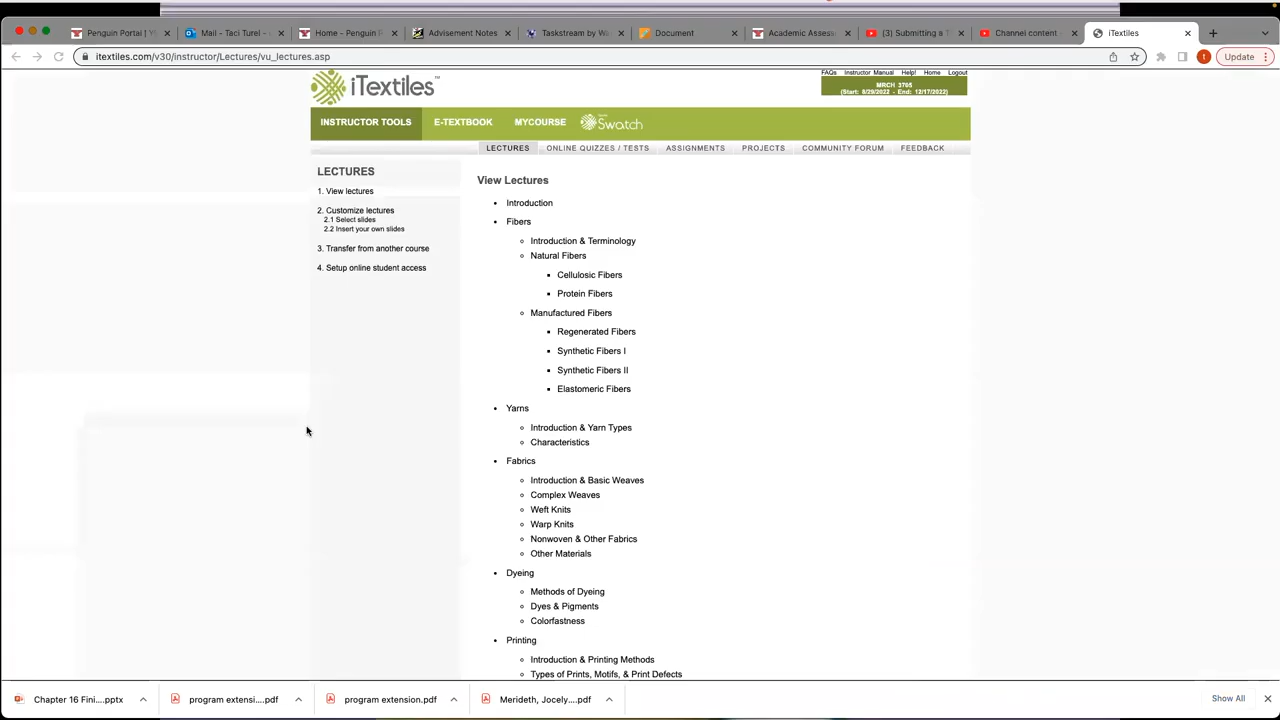 Penguin Portal | Y
Mail - Taci Turel -
Home - Penguin P
Advisement Notes
Taskstream by Wa
Document
Academic Assess
(3) Submitting a T
Channel content -
iTextiles
itextiles.com/v30/instructor/Lectures/vu_lectures.asp
t
Update
iTextiles™
FAQs Instructor Manual Help! Home Logout
MRCH 3705
(Start: 8/29/2022 - End: 12/17/2022)
INSTRUCTOR TOOLS E-TEXTBOOK MYCOURSE Swatch
LECTURES ONLINE QUIZZES / TESTS ASSIGNMENTS PROJECTS COMMUNITY FORUM FEEDBACK
LECTURES
1. View lectures
2. Customize lectures
2.1 Select slides
2.2 Insert your own slides
3. Transfer from another course
4. Setup online student access
View Lectures
Introduction
Fibers
Introduction & Terminology
Natural Fibers
Cellulosic Fibers
Protein Fibers
Manufactured Fibers
Regenerated Fibers
Synthetic Fibers I
Synthetic Fibers II
Elastomeric Fibers
Yarns
Introduction & Yarn Types
Characteristics
Fabrics
Introduction & Basic Weaves
Complex Weaves
Weft Knits
Warp Knits
Nonwoven & Other Fabrics
Other Materials
Dyeing
Methods of Dyeing
Dyes & Pigments
Colorfastness
Printing
Introduction & Printing Methods
Types of Prints, Motifs, & Print Defects
Chapter 16 Fini....pptx
program extensi....pdf
program extension.pdf
Merideth, Jocely....pdf
Show All